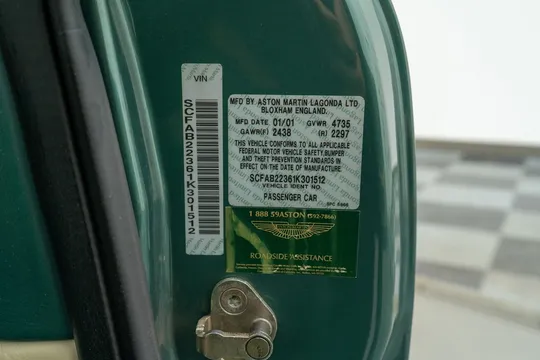 VIN
SCFAB22361K301512
MFD BY ASTON MARTIN LAGONDA LTD
BLOXHAM ENGLAND.
MFD DATE 01/01 GVWR 4735
GAWR(F) 2438 (R) 2297
THIS VEHICLE CONFORMS TO ALL APPLICABLE
FEDERAL MOTOR VEHICLE SAFETY,BUMPER
AND THEFT PREVENTION STANDARDS IN
EFFECT ON THE DATE OF MANUFACTURE.
SCFAB22361K301512
VEHICLE IDENT NO.
PASSENGER CAR
1 888 59ASTON (592-7866)
ROADSIDE ASSISTANCE